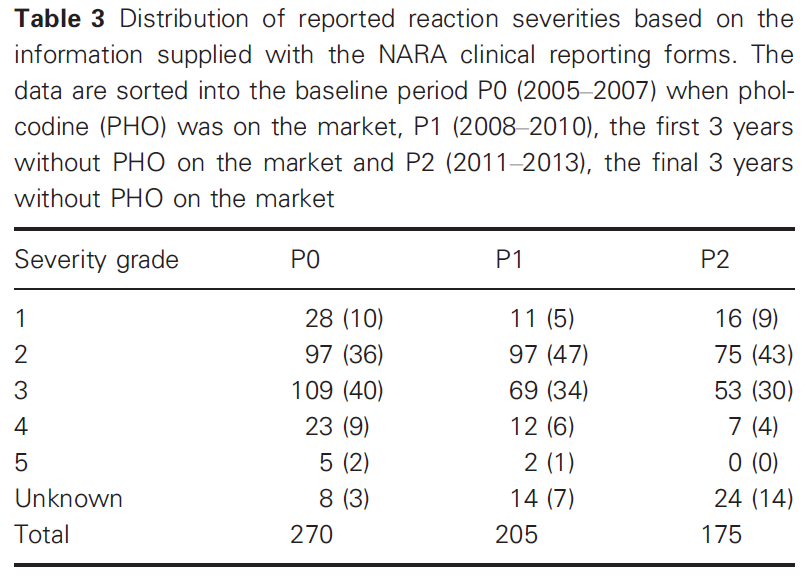 Table 3 Distribution of reported reaction severities based on the
information supplied with the NARA clinical reporting forms. The
data are sorted into the baseline period P0 (2005–2007) when phol-
codine (PHO) was on the market, P1 (2008–2010), the first 3 years
without PHO on the market and P2 (2011–2013), the final 3 years
without PHO on the market
Severity grade P0 P1 P2
1 28 (10) 11 (5) 16 (9)
2 97 (36) 97 (47) 75 (43)
3 109 (40) 69 (34) 53 (30)
4 23 (9) 12 (6) 7 (4)
5 5 (2) 2 (1) 0 (0)
Unknown 8 (3) 14 (7) 24 (14)
Total 270 205 175